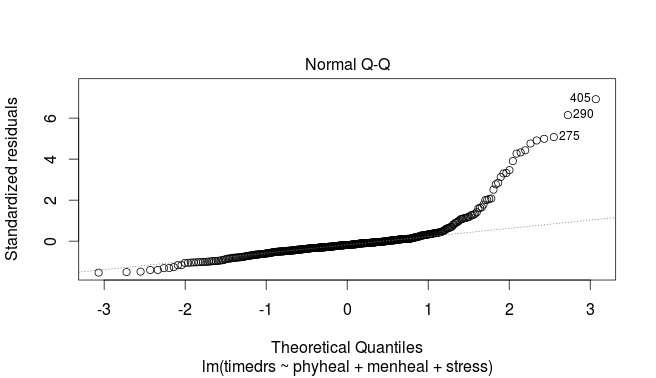 Normal Q-Q
Standardized residuals
6
4
2
0
405
290
275
-3 -2 -1 0 1 2 3
Theoretical Quantiles
lm(timedrs ~ phyheal + menheal + stress)